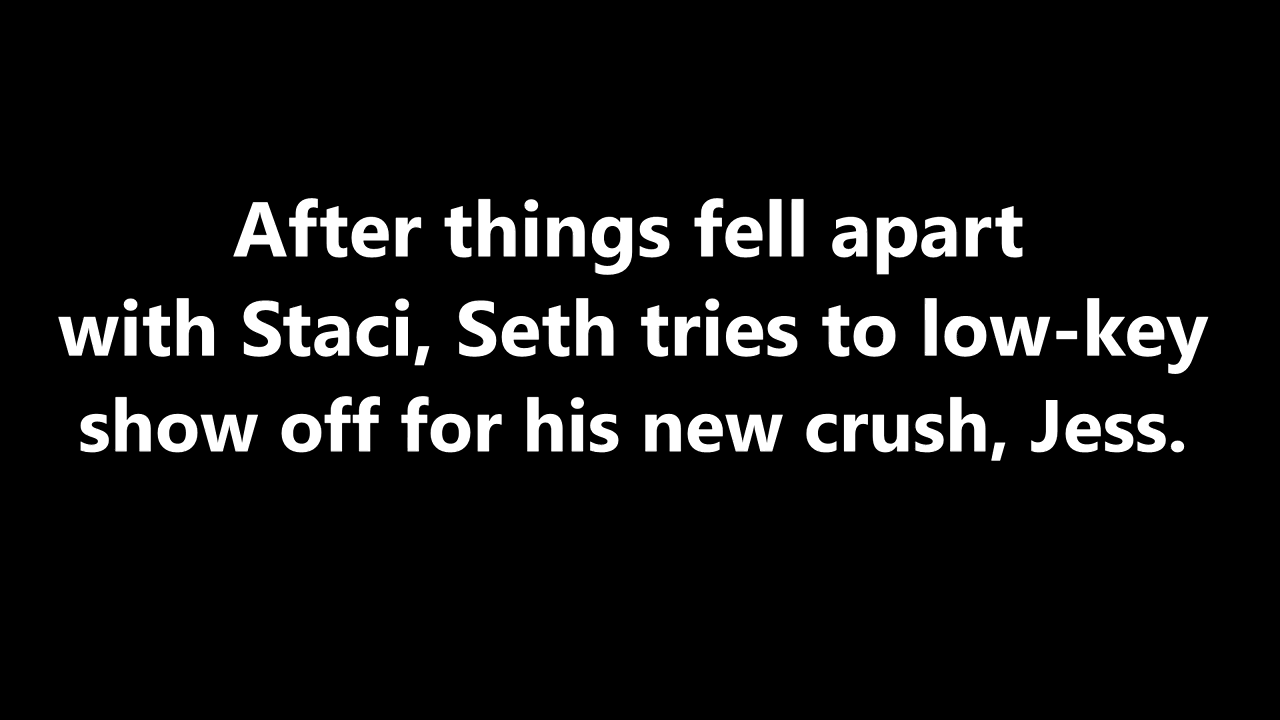 After things fell apart
with Staci, Seth tries to low-key
show off for his new crush, Jess.